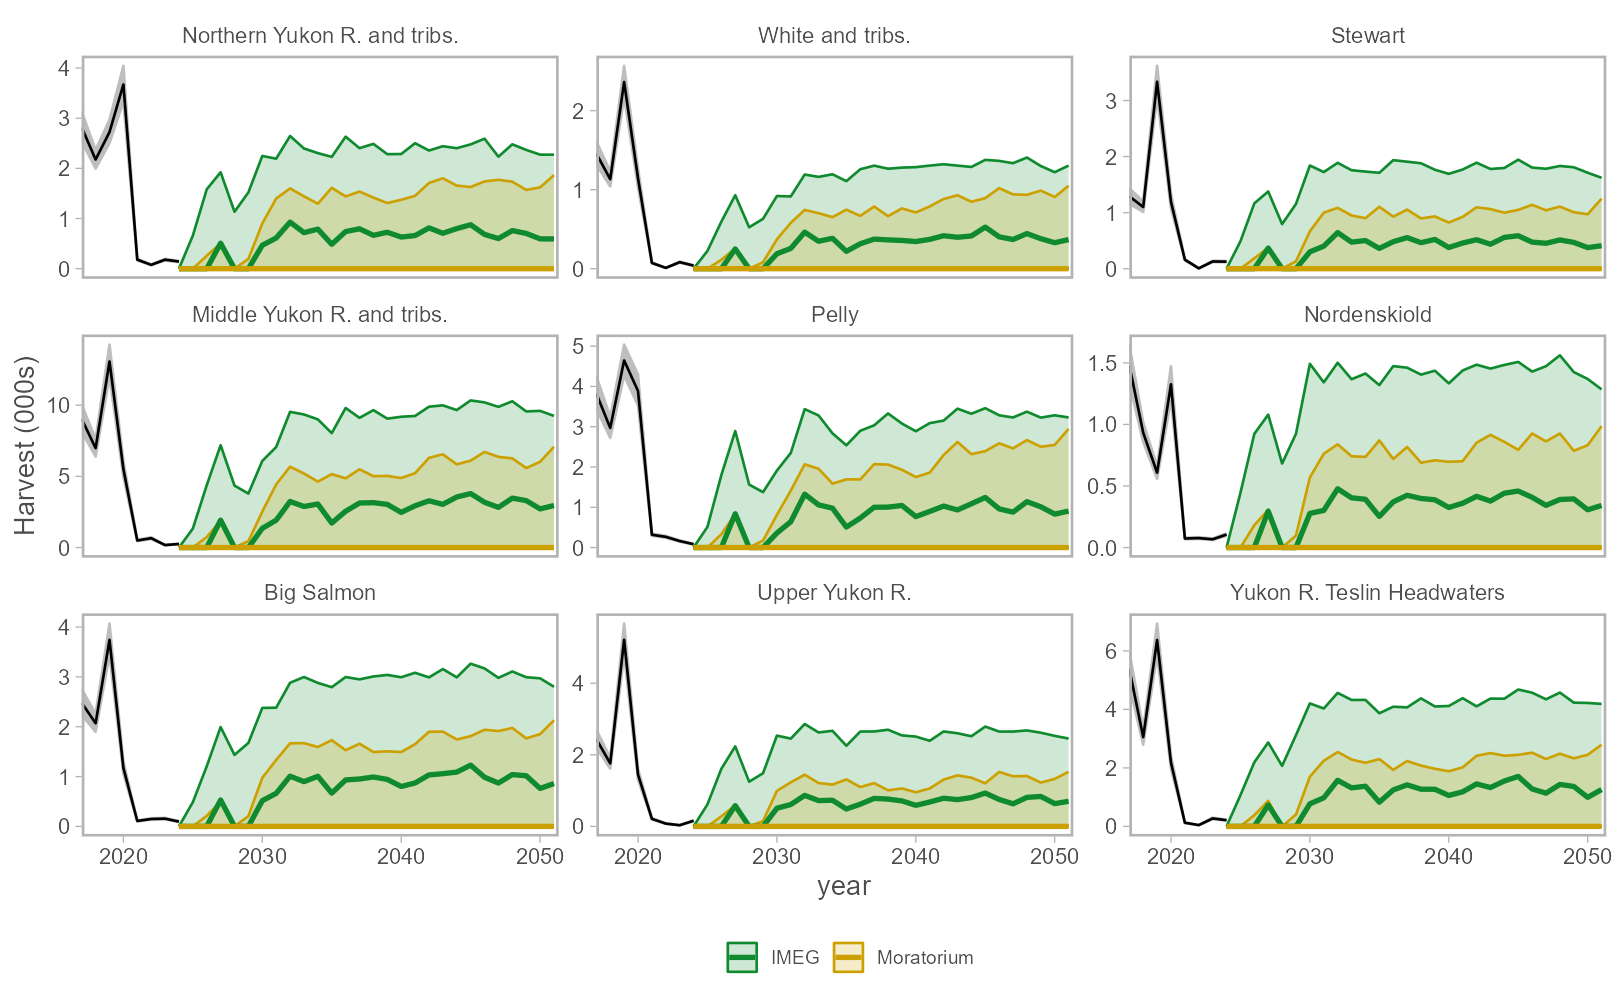 Northern Yukon R. and tribs.
White and tribs.
Stewart
4
3
2
1
0
2
1
0
3
2
1
0
Middle Yukon R. and tribs.
Pelly
Nordenskiold
10
5
0
5
4
3
2
1
0
1.5
1.0
0.5
0.0
Harvest (000s)
Big Salmon
Upper Yukon R.
Yukon R. Teslin Headwaters
4
3
2
1
0
4
2
0
6
4
2
0
2020 2030 2040 2050
2020 2030 2040 2050
2020 2030 2040 2050
year
IMEG Moratorium